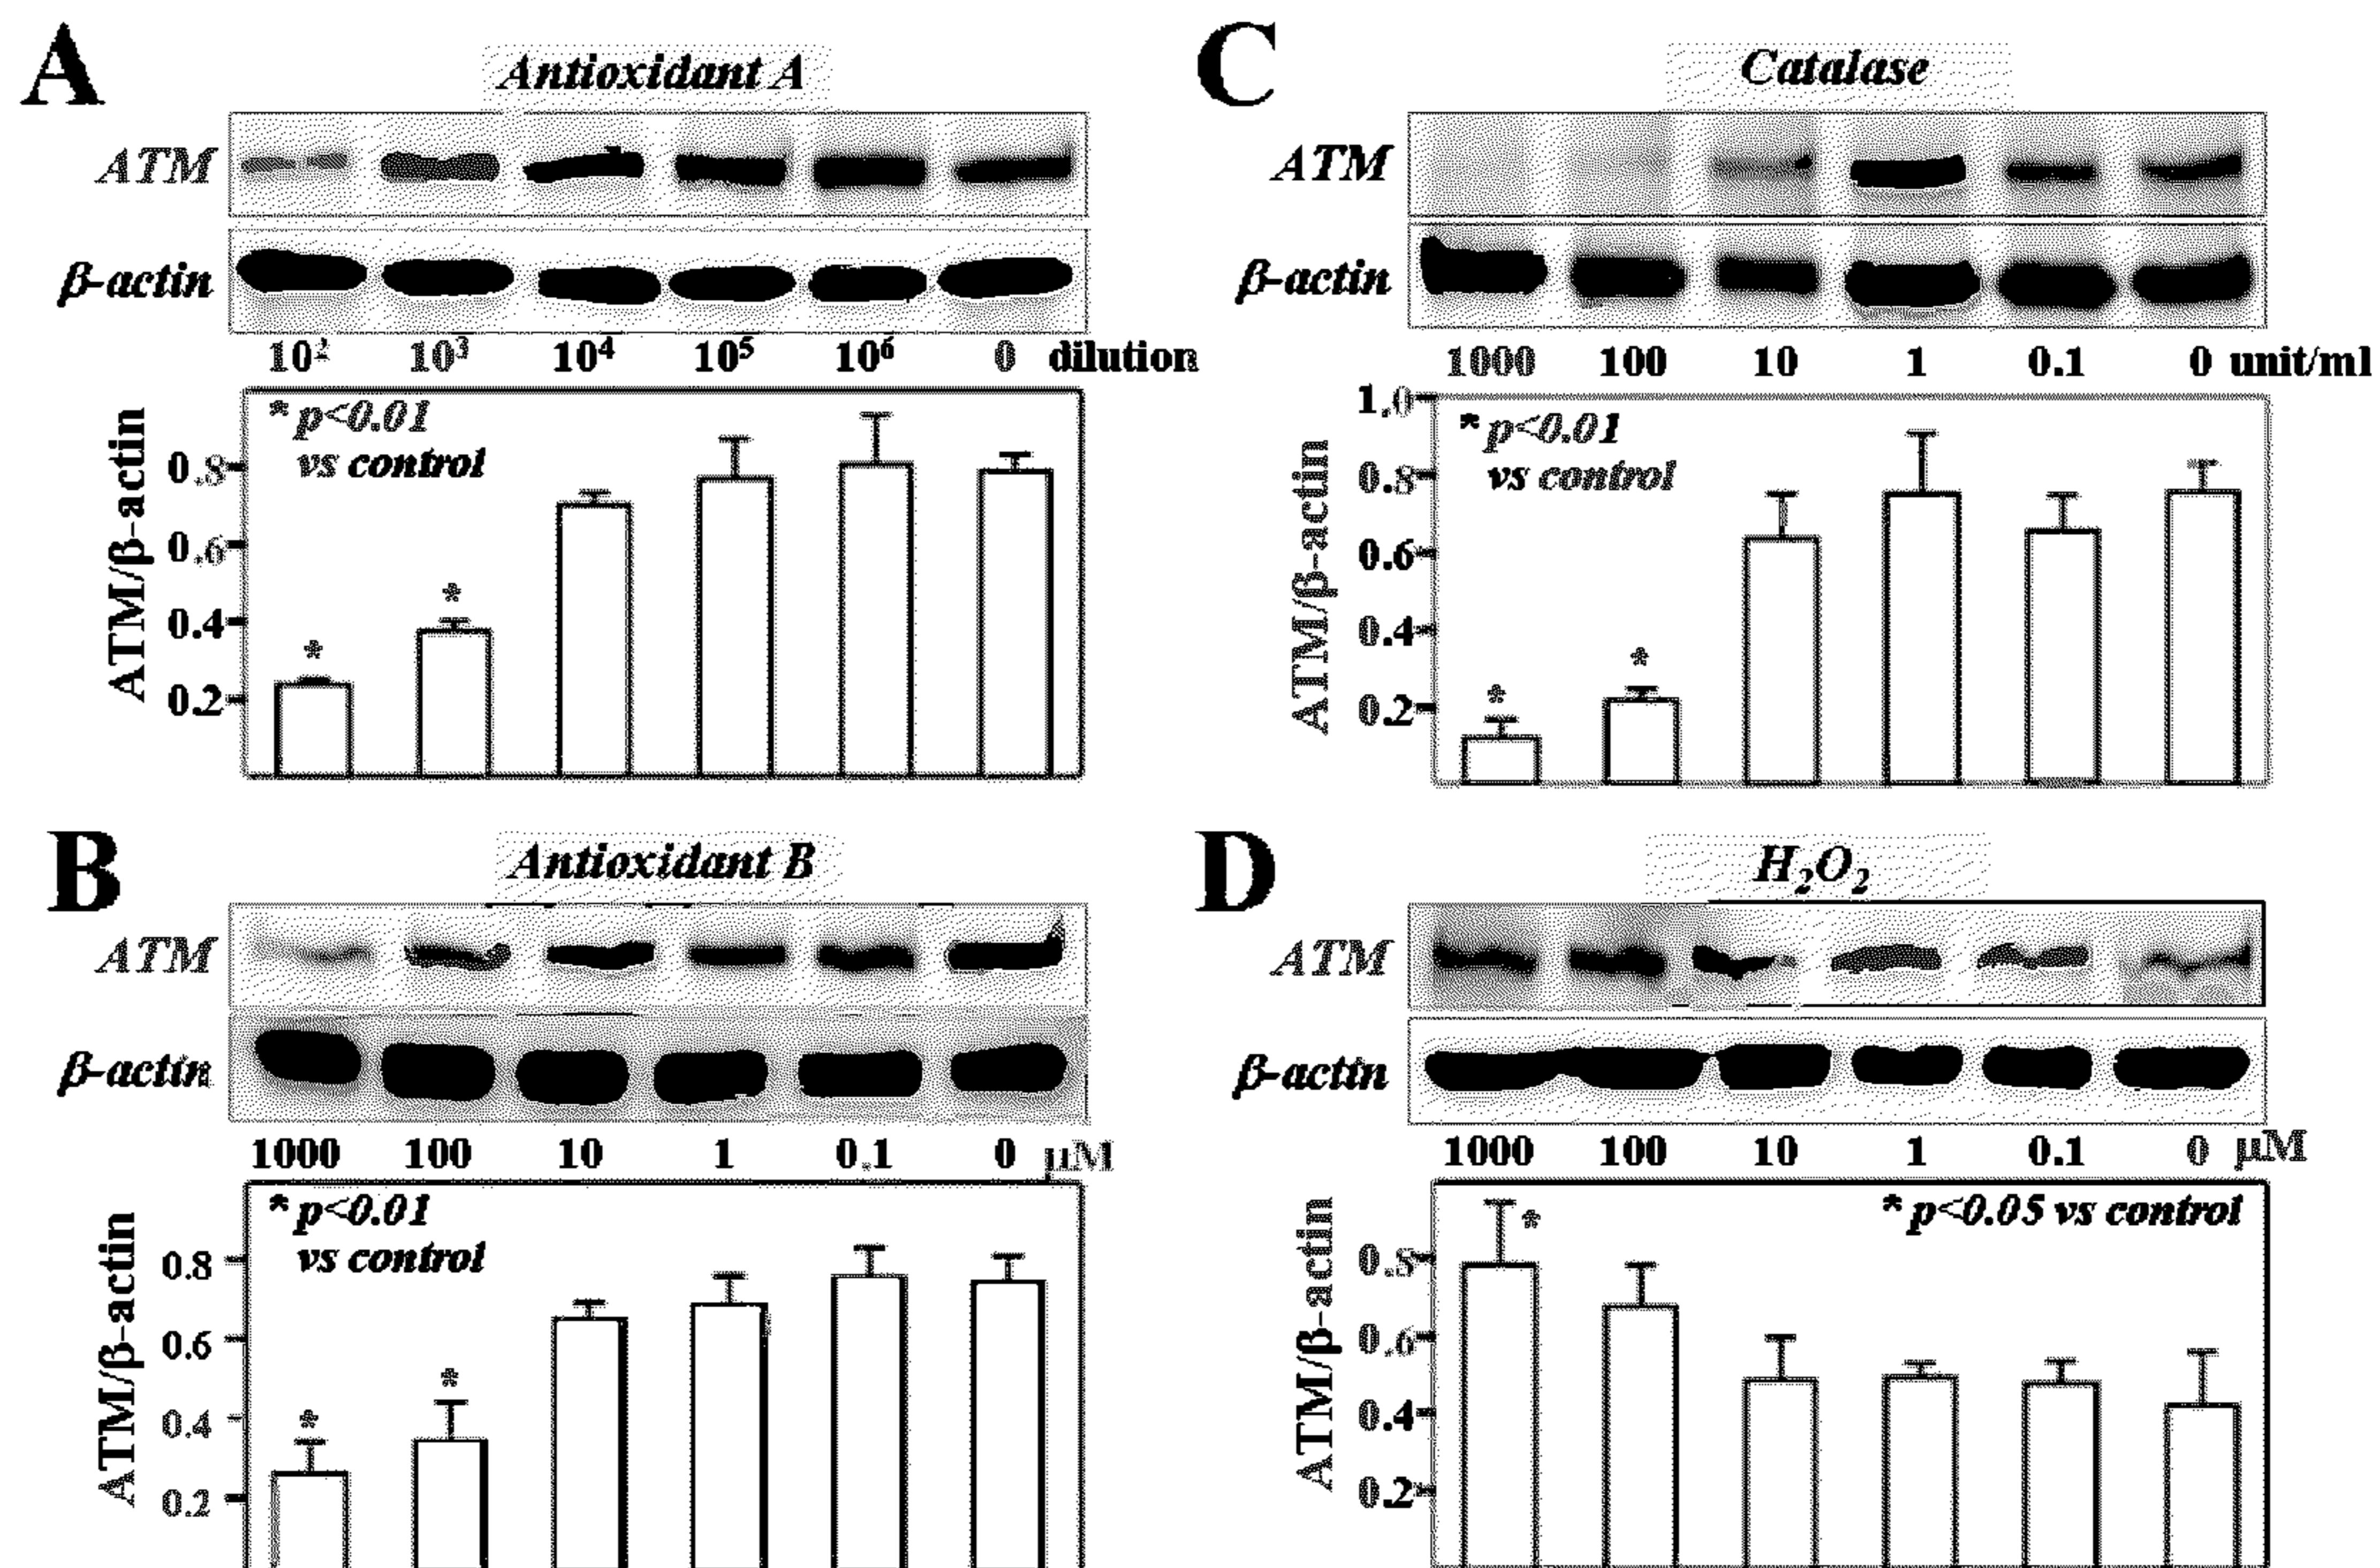 A
Antioxidant A
ATM
β-actin
10² 10³ 10⁴ 10⁵ 10⁶ 0 dilution
* p<0.01
vs control
ATM/β-actin
0.8
0.6
0.4
0.2
* *
B
Antioxidant B
ATM
β-actin
1000 100 10 1 0.1 0 μM
* p<0.01
vs control
ATM/β-actin
0.8
0.6
0.4
0.2
* *
C
Catalase
ATM
β-actin
1000 100 10 1 0.1 0 unit/ml
* p<0.01
vs control
ATM/β-actin
1.0
0.8
0.6
0.4
0.2
* *
D
H₂O₂
ATM
β-actin
1000 100 10 1 0.1 0 μM
* p<0.05 vs control
ATM/β-actin
0.8
0.6
0.4
0.2
*